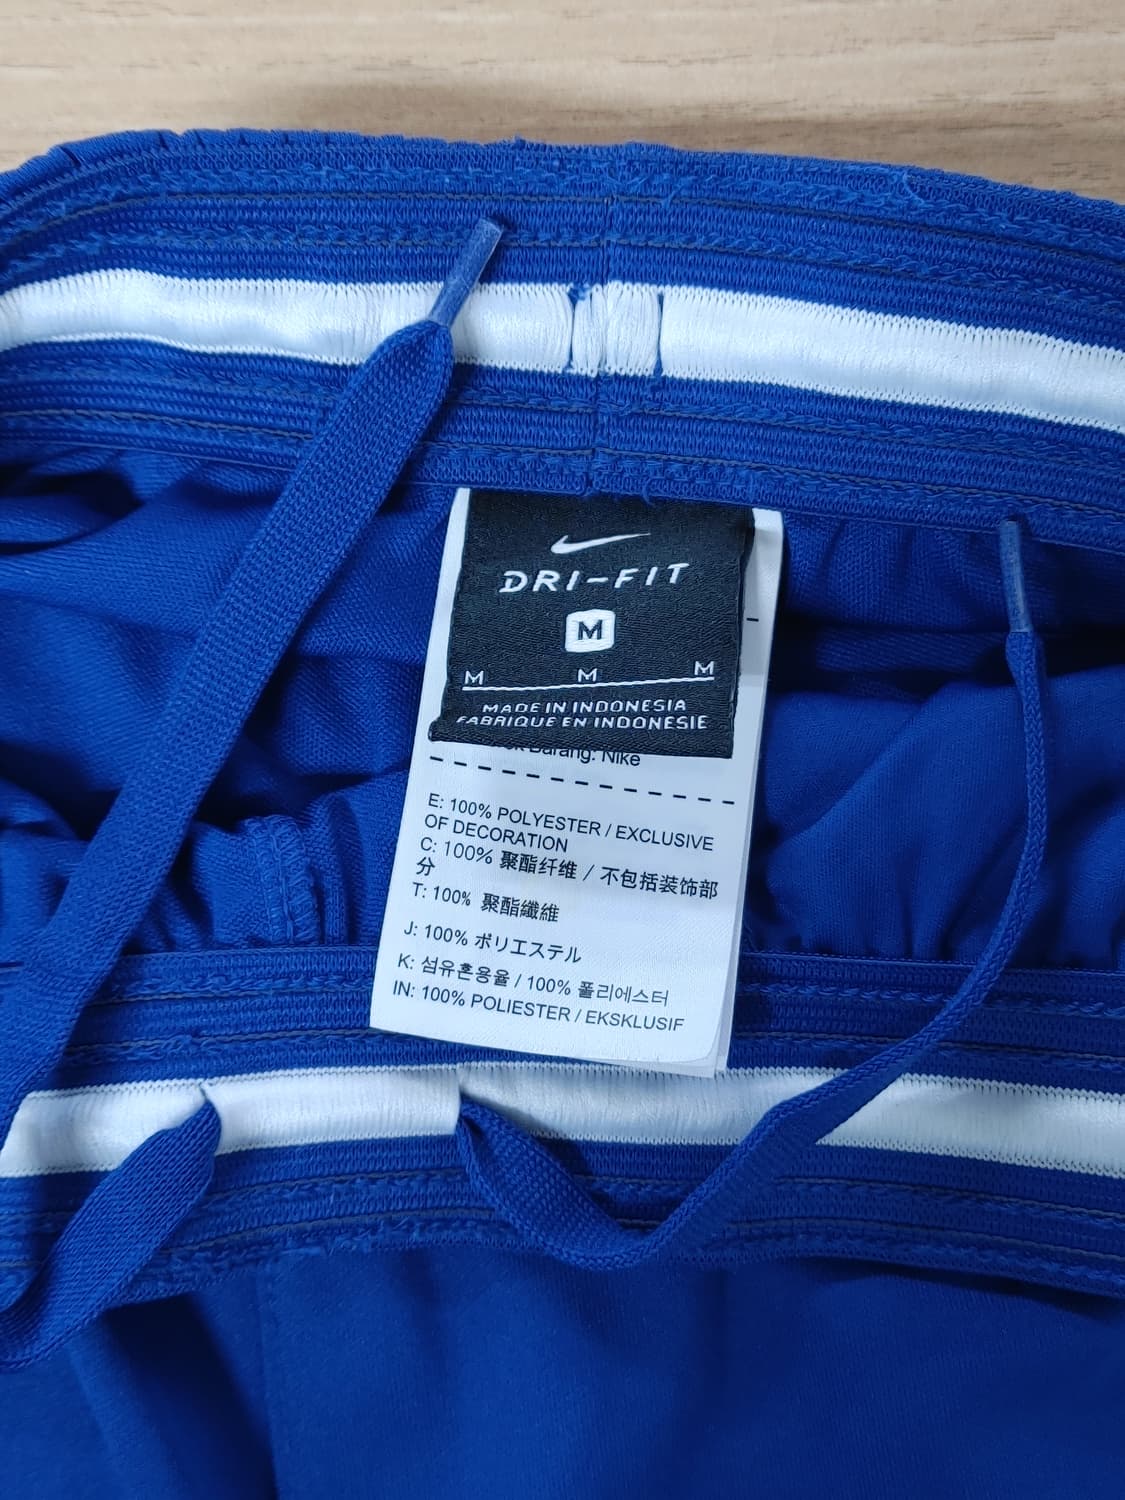 DRI-FIT
M
M M M
MADE IN INDONESIA
FABRIQUE EN INDONESIE
Barang: Nike
E: 100% POLYESTER / EXCLUSIVE
OF DECORATION
C: 100% 聚酯纤维 / 不包括装饰部
分
T: 100% 聚酯纖維
J: 100% ポリエステル
K: 섬유혼용율 / 100% 폴리에스터
IN: 100% POLIESTER / EKSKLUSIF